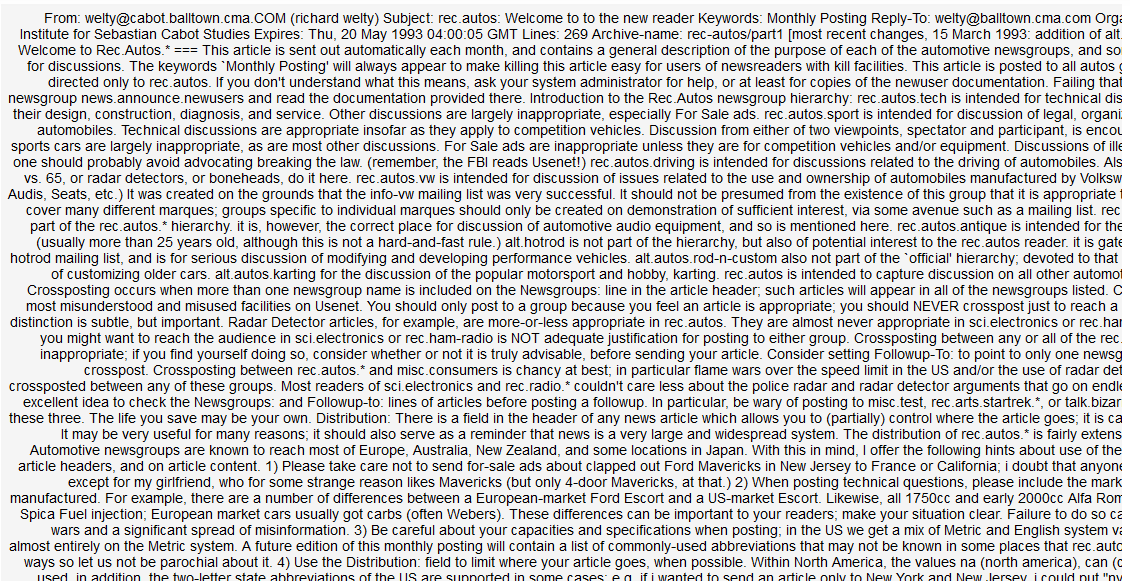 From: welty@cabot.balltown.cma.COM (richard welty) Subject: rec.autos: Welcome to to the new reader Keywords: Monthly Posting Reply-To: welty@balltown.cma.com Orga
Institute for Sebastian Cabot Studies Expires: Thu, 20 May 1993 04:00:05 GMT Lines: 269 Archive-name: rec-autos/part1 [most recent changes, 15 March 1993: addition of alt.
Welcome to Rec.Autos.* === This article is sent out automatically each month, and contains a general description of the purpose of each of the automotive newsgroups, and so
for discussions. The keywords `Monthly Posting' will always appear to make killing this article easy for users of newsreaders with kill facilities. This article is posted to all autos g
directed only to rec.autos. If you don't understand what this means, ask your system administrator for help, or at least for copies of the newuser documentation. Failing that
newsgroup news.announce.newusers and read the documentation provided there. Introduction to the Rec.Autos newsgroup hierarchy: rec.autos.tech is intended for technical dis
their design, construction, diagnosis, and service. Other discussions are largely inappropriate, especially For Sale ads. rec.autos.sport is intended for discussion of legal, organi
automobiles. Technical discussions are appropriate insofar as they apply to competition vehicles. Discussion from either of two viewpoints, spectator and participant, is encou
sports cars are largely inappropriate, as are most other discussions. For Sale ads are inappropriate unless they are for competition vehicles and/or equipment. Discussions of ille
one should probably avoid advocating breaking the law. (remember, the FBI reads Usenet!) rec.autos.driving is intended for discussions related to the driving of automobiles. Als
vs. 65, or radar detectors, or boneheads, do it here. rec.autos.vw is intended for discussion of issues related to the use and ownership of automobiles manufactured by Volksw
Audis, Seats, etc.) It was created on the grounds that the info-vw mailing list was very successful. It should not be presumed from the existence of this group that it is appropriate t
cover many different marques; groups specific to individual marques should only be created on demonstration of sufficient interest, via some avenue such as a mailing list. rec
part of the rec.autos.* hierarchy. it is, however, the correct place for discussion of automotive audio equipment, and so is mentioned here. rec.autos.antique is intended for the
(usually more than 25 years old, although this is not a hard-and-fast rule.) alt.hotrod is not part of the hierarchy, but also of potential interest to the rec.autos reader. it is gate
hotrod mailing list, and is for serious discussion of modifying and developing performance vehicles. alt.autos.rod-n-custom also not part of the `official' hierarchy; devoted to that
of customizing older cars. alt.autos.karting for the discussion of the popular motorsport and hobby, karting. rec.autos is intended to capture discussion on all other automot
Crossposting occurs when more than one newsgroup name is included on the Newsgroups: line in the article header; such articles will appear in all of the newsgroups listed. C
most misunderstood and misused facilities on Usenet. You should only post to a group because you feel an article is appropriate; you should NEVER crosspost just to reach a
distinction is subtle, but important. Radar Detector articles, for example, are more-or-less appropriate in rec.autos. They are almost never appropriate in sci.electronics or rec.har
you might want to reach the audience in sci.electronics or rec.ham-radio is NOT adequate justification for posting to either group. Crossposting between any or all of the rec.
inappropriate; if you find yourself doing so, consider whether or not it is truly advisable, before sending your article. Consider setting Followup-To: to point to only one newsg
crosspost. Crossposting between rec.autos.* and misc.consumers is chancy at best; in particular flame wars over the speed limit in the US and/or the use of radar det
crossposted between any of these groups. Most readers of sci.electronics and rec.radio.* couldn't care less about the police radar and radar detector arguments that go on endle
excellent idea to check the Newsgroups: and Followup-to: lines of articles before posting a followup. In particular, be wary of posting to misc.test, rec.arts.startrek.*, or talk.bizar
these three. The life you save may be your own. Distribution: There is a field in the header of any news article which allows you to (partially) control where the article goes; it is ca
It may be very useful for many reasons; it should also serve as a reminder that news is a very large and widespread system. The distribution of rec.autos.* is fairly extens
Automotive newsgroups are known to reach most of Europe, Australia, New Zealand, and some locations in Japan. With this in mind, I offer the following hints about use of the
article headers, and on article content. 1) Please take care not to send for-sale ads about clapped out Ford Mavericks in New Jersey to France or California; i doubt that anyone
except for my girlfriend, who for some strange reason likes Mavericks (but only 4-door Mavericks, at that.) 2) When posting technical questions, please include the mark
manufactured. For example, there are a number of differences between a European-market Ford Escort and a US-market Escort. Likewise, all 1750cc and early 2000cc Alfa Rom
Spica Fuel injection; European market cars usually got carbs (often Webers). These differences can be important to your readers; make your situation clear. Failure to do so ca
wars and a significant spread of misinformation. 3) Be careful about your capacities and specifications when posting; in the US we get a mix of Metric and English system va
almost entirely on the Metric system. A future edition of this monthly posting will contain a list of commonly-used abbreviations that may not be known in some places that rec.auto
ways so let us not be parochial about it. 4) Use the Distribution: field to limit where your article goes, when possible. Within North America, the values na (north america), can (c
used. in addition, the two-letter state abbreviations of the US are supported in some cases; e.g. if i wanted to send an article only to New York and New Jersey, i could put "ny